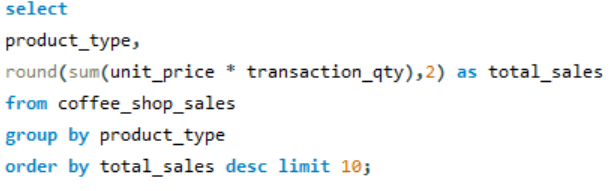 select
product_type,
round(sum(unit_price * transaction_qty),2) as total_sales
from coffee_shop_sales
group by product_type
order by total_sales desc limit 10;